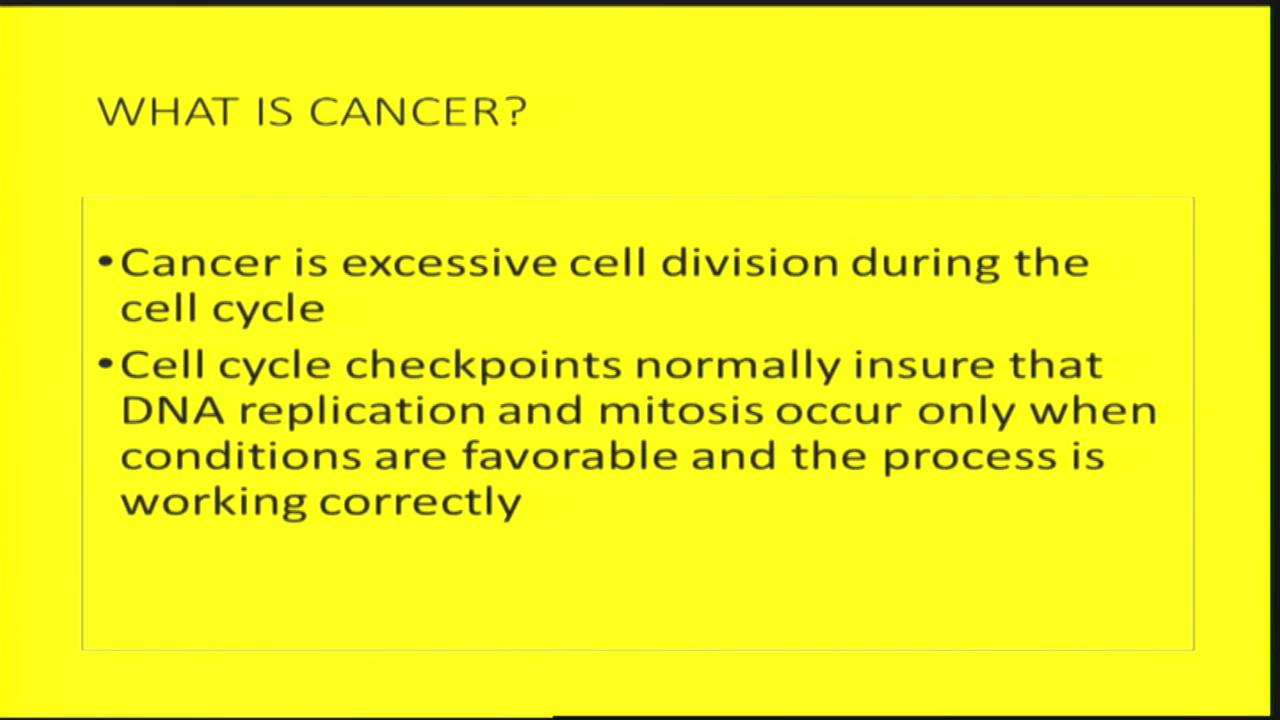 WHAT IS CANCER?
•Cancer is excessive cell division during the
cell cycle
•Cell cycle checkpoints normally insure that
DNA replication and mitosis occur only when
conditions are favorable and the process is
working correctly